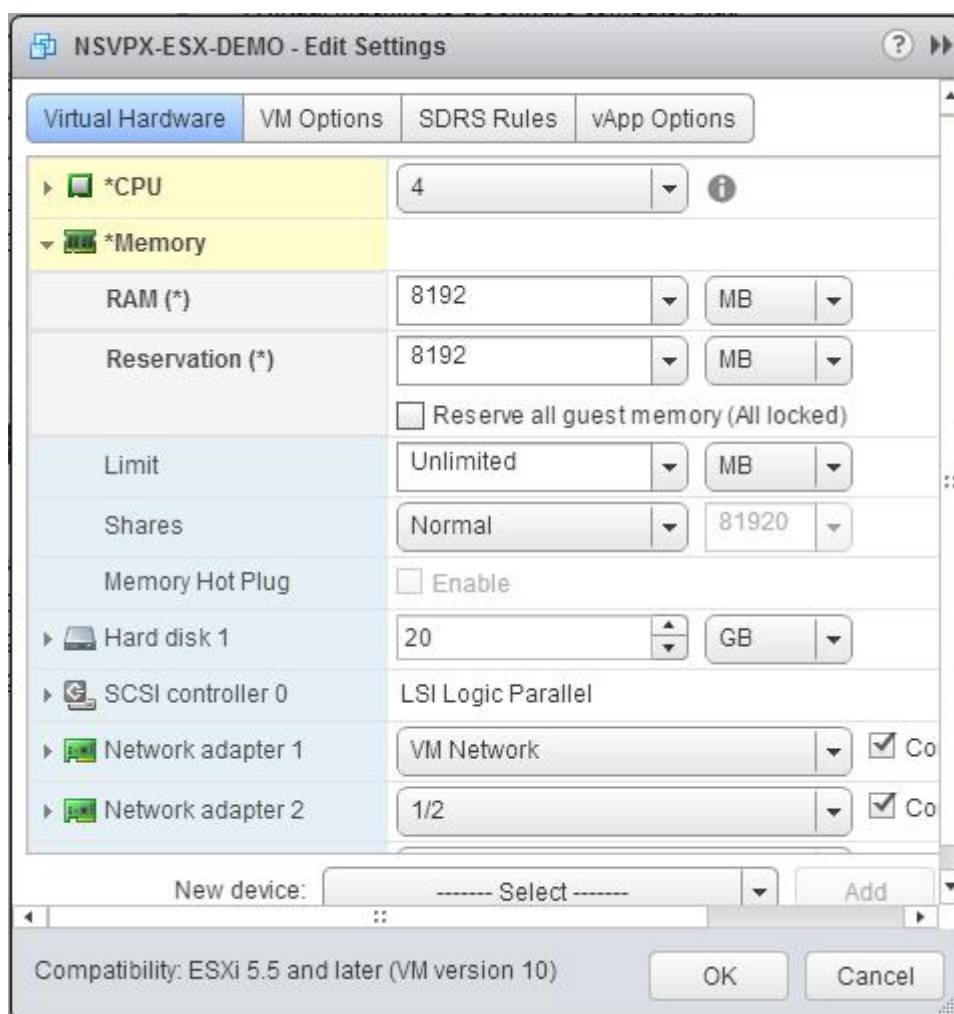 NSVPX-ESX-DEMO - Edit Settings
Virtual Hardware VM Options SDRS Rules vApp Options
*CPU 4
*Memory
RAM (*) 8192 MB
Reservation (*) 8192 MB
Reserve all guest memory (All locked)
Limit Unlimited MB
Shares Normal 81920
Memory Hot Plug Enable
Hard disk 1 20 GB
SCSI controller 0 LSI Logic Parallel
Network adapter 1 VM Network Co
Network adapter 2 1/2 Co
New device: ------- Select ------- Add
Compatibility: ESXi 5.5 and later (VM version 10) OK Cancel